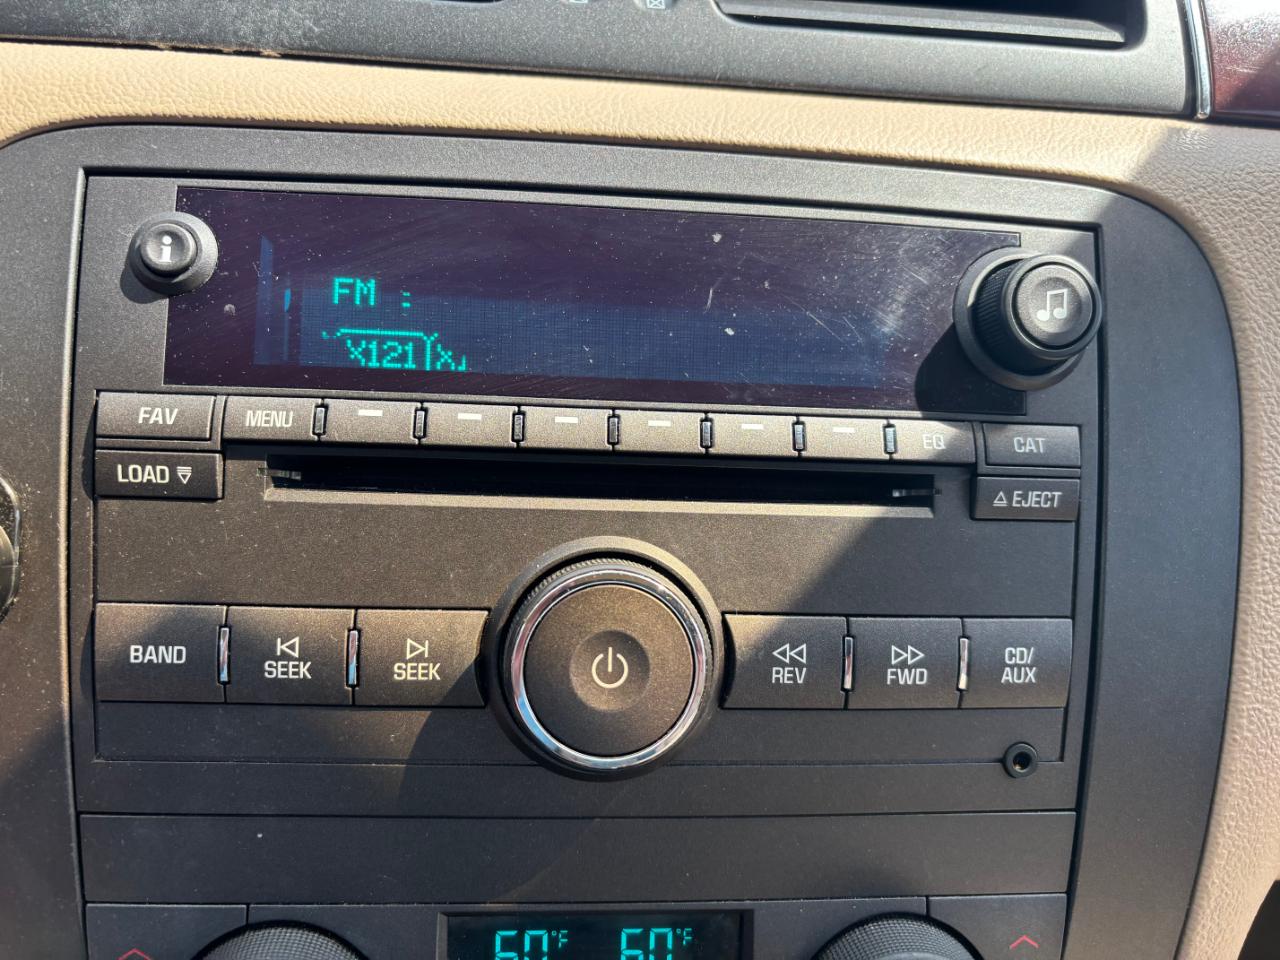 i
FM :
X121
FAV MENU EQ CAT
LOAD EJECT
BAND SEEK SEEK REV FWD CD/
AUX
60°F 60°F